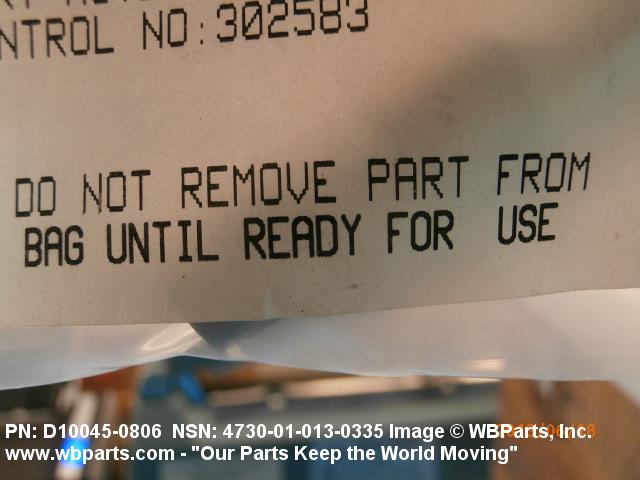 NTROL NO:302583
DO NOT REMOVE PART FROM
BAG UNTIL READY FOR USE
PN: D10045-0806 NSN: 4730-01-013-0335 Image © WBParts, Inc.
www.wbparts.com - "Our Parts Keep the World Moving"